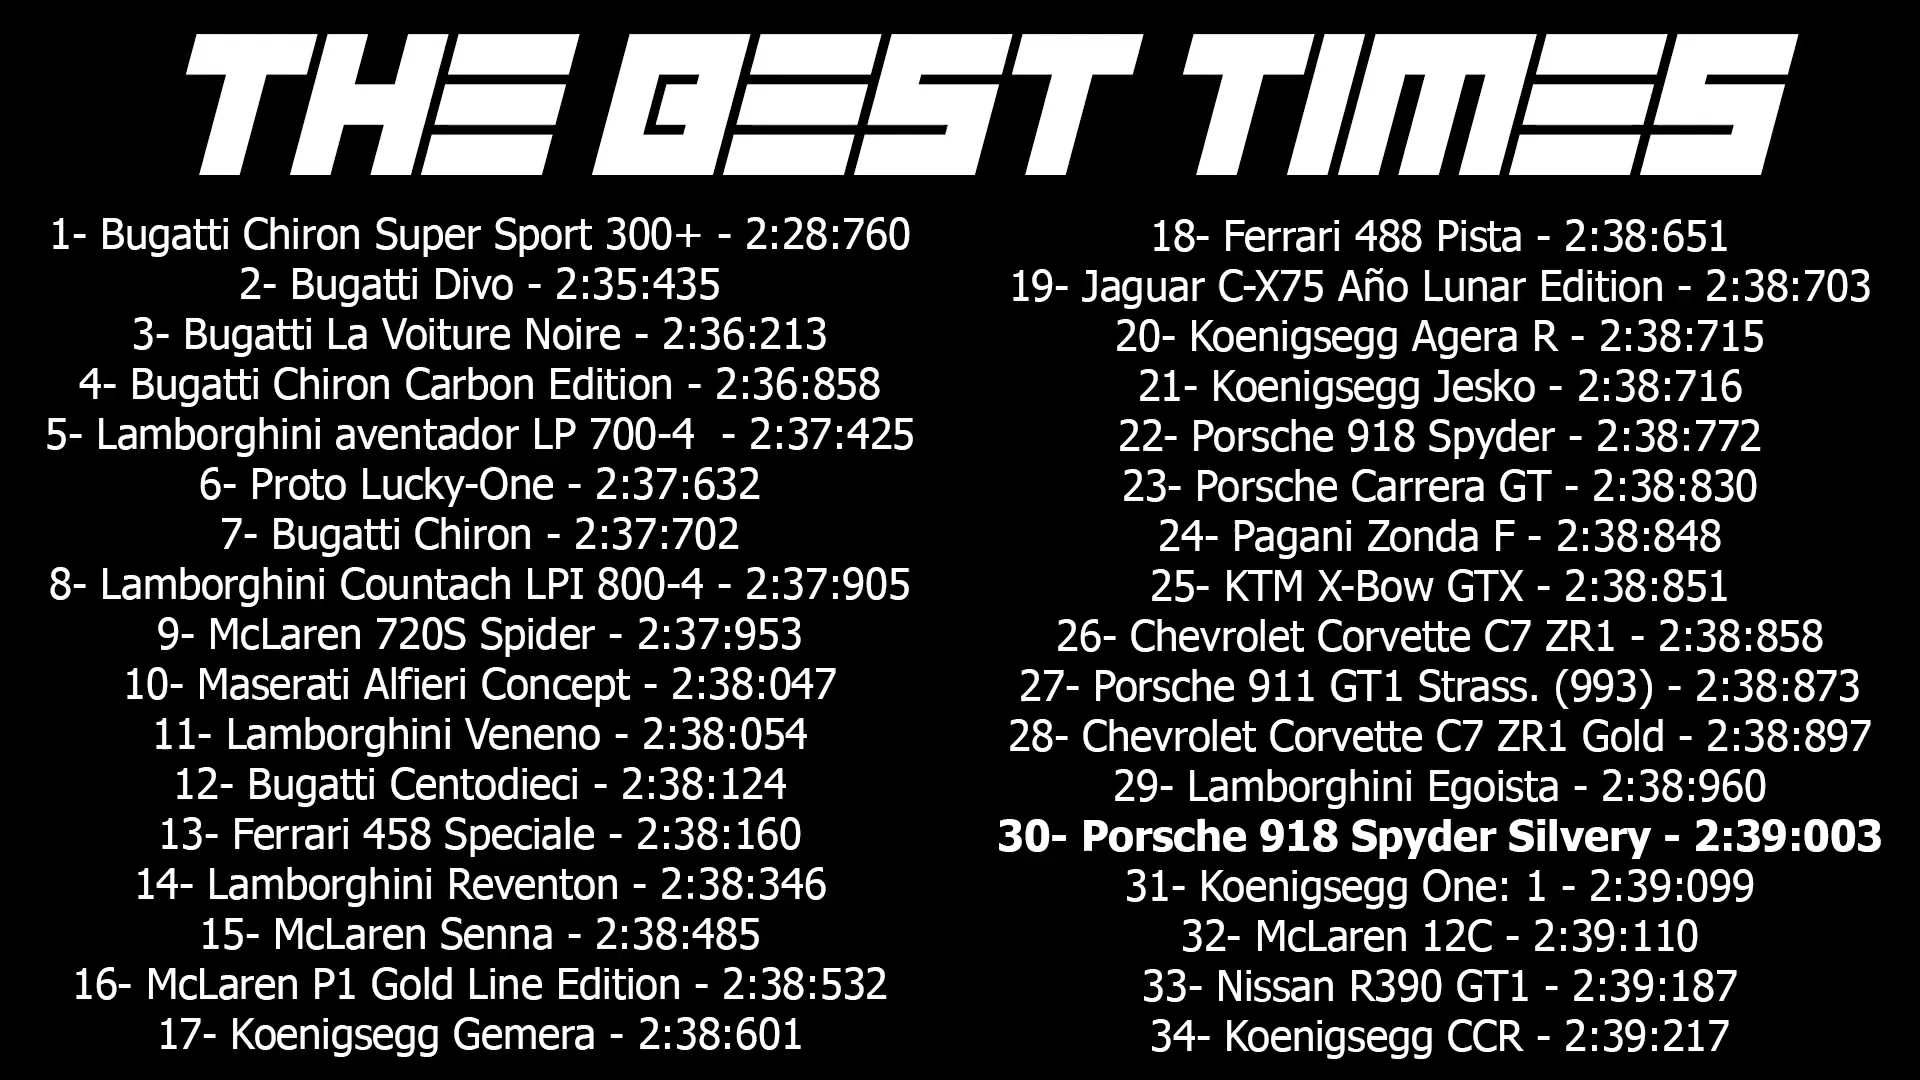 THE BEST TIMES
1- Bugatti Chiron Super Sport 300+ - 2:28:760
2- Bugatti Divo - 2:35:435
3- Bugatti La Voiture Noire - 2:36:213
4- Bugatti Chiron Carbon Edition - 2:36:858
5- Lamborghini aventador LP 700-4  - 2:37:425
6- Proto Lucky-One - 2:37:632
7- Bugatti Chiron - 2:37:702
8- Lamborghini Countach LPI 800-4 - 2:37:905
9- McLaren 720S Spider - 2:37:953
10- Maserati Alfieri Concept - 2:38:047
11- Lamborghini Veneno - 2:38:054
12- Bugatti Centodieci - 2:38:124
13- Ferrari 458 Speciale - 2:38:160
14- Lamborghini Reventon - 2:38:346
15- McLaren Senna - 2:38:485
16- McLaren P1 Gold Line Edition - 2:38:532
17- Koenigsegg Gemera - 2:38:601
18- Ferrari 488 Pista - 2:38:651
19- Jaguar C-X75 Año Lunar Edition - 2:38:703
20- Koenigsegg Agera R - 2:38:715
21- Koenigsegg Jesko - 2:38:716
22- Porsche 918 Spyder - 2:38:772
23- Porsche Carrera GT - 2:38:830
24- Pagani Zonda F - 2:38:848
25- KTM X-Bow GTX - 2:38:851
26- Chevrolet Corvette C7 ZR1 - 2:38:858
27- Porsche 911 GT1 Strass. (993) - 2:38:873
28- Chevrolet Corvette C7 ZR1 Gold - 2:38:897
29- Lamborghini Egoista - 2:38:960
30- Porsche 918 Spyder Silvery - 2:39:003
31- Koenigsegg One: 1 - 2:39:099
32- McLaren 12C - 2:39:110
33- Nissan R390 GT1 - 2:39:187
34- Koenigsegg CCR - 2:39:217